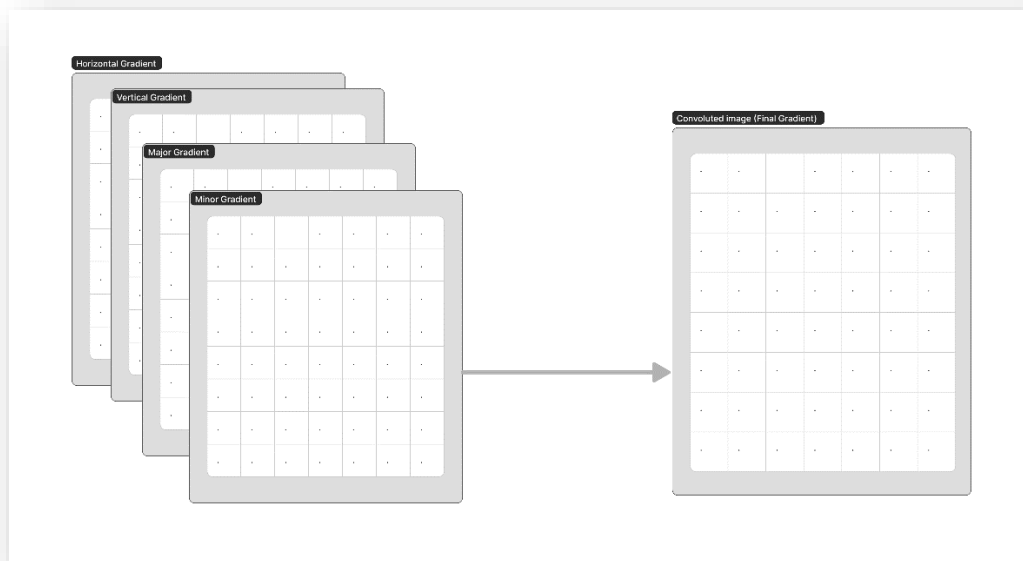 Horizontal Gradient
Vertical Gradient
Major Gradient
Minor Gradient
Convoluted image (Final Gradient)